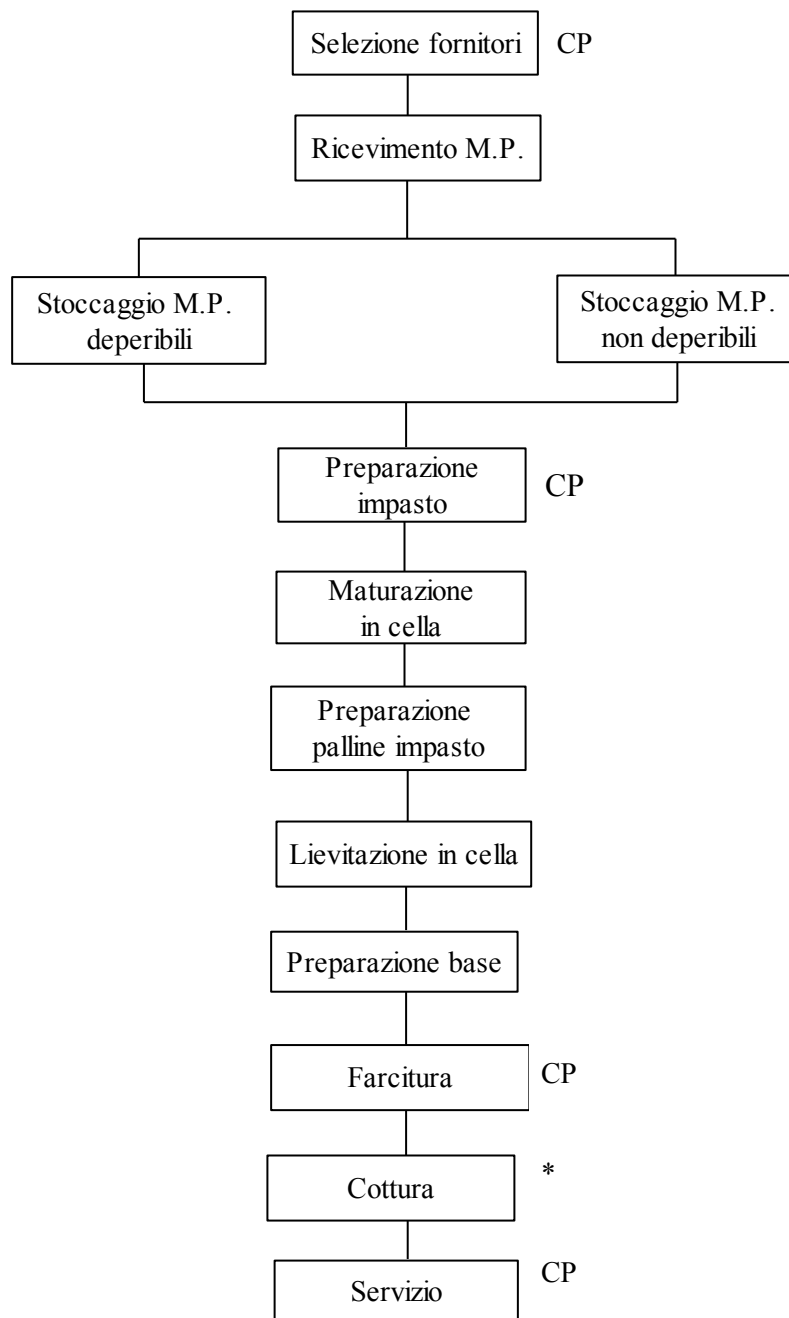 Selezione fornitori CP
Ricevimento M.P.
Stoccaggio M.P.
deperibili
Stoccaggio M.P.
non deperibili
Preparazione
impasto
CP
Maturazione
in cella
Preparazione
palline impasto
Lievitazione in cella
Preparazione base
Farcitura CP
Cottura *
Servizio CP